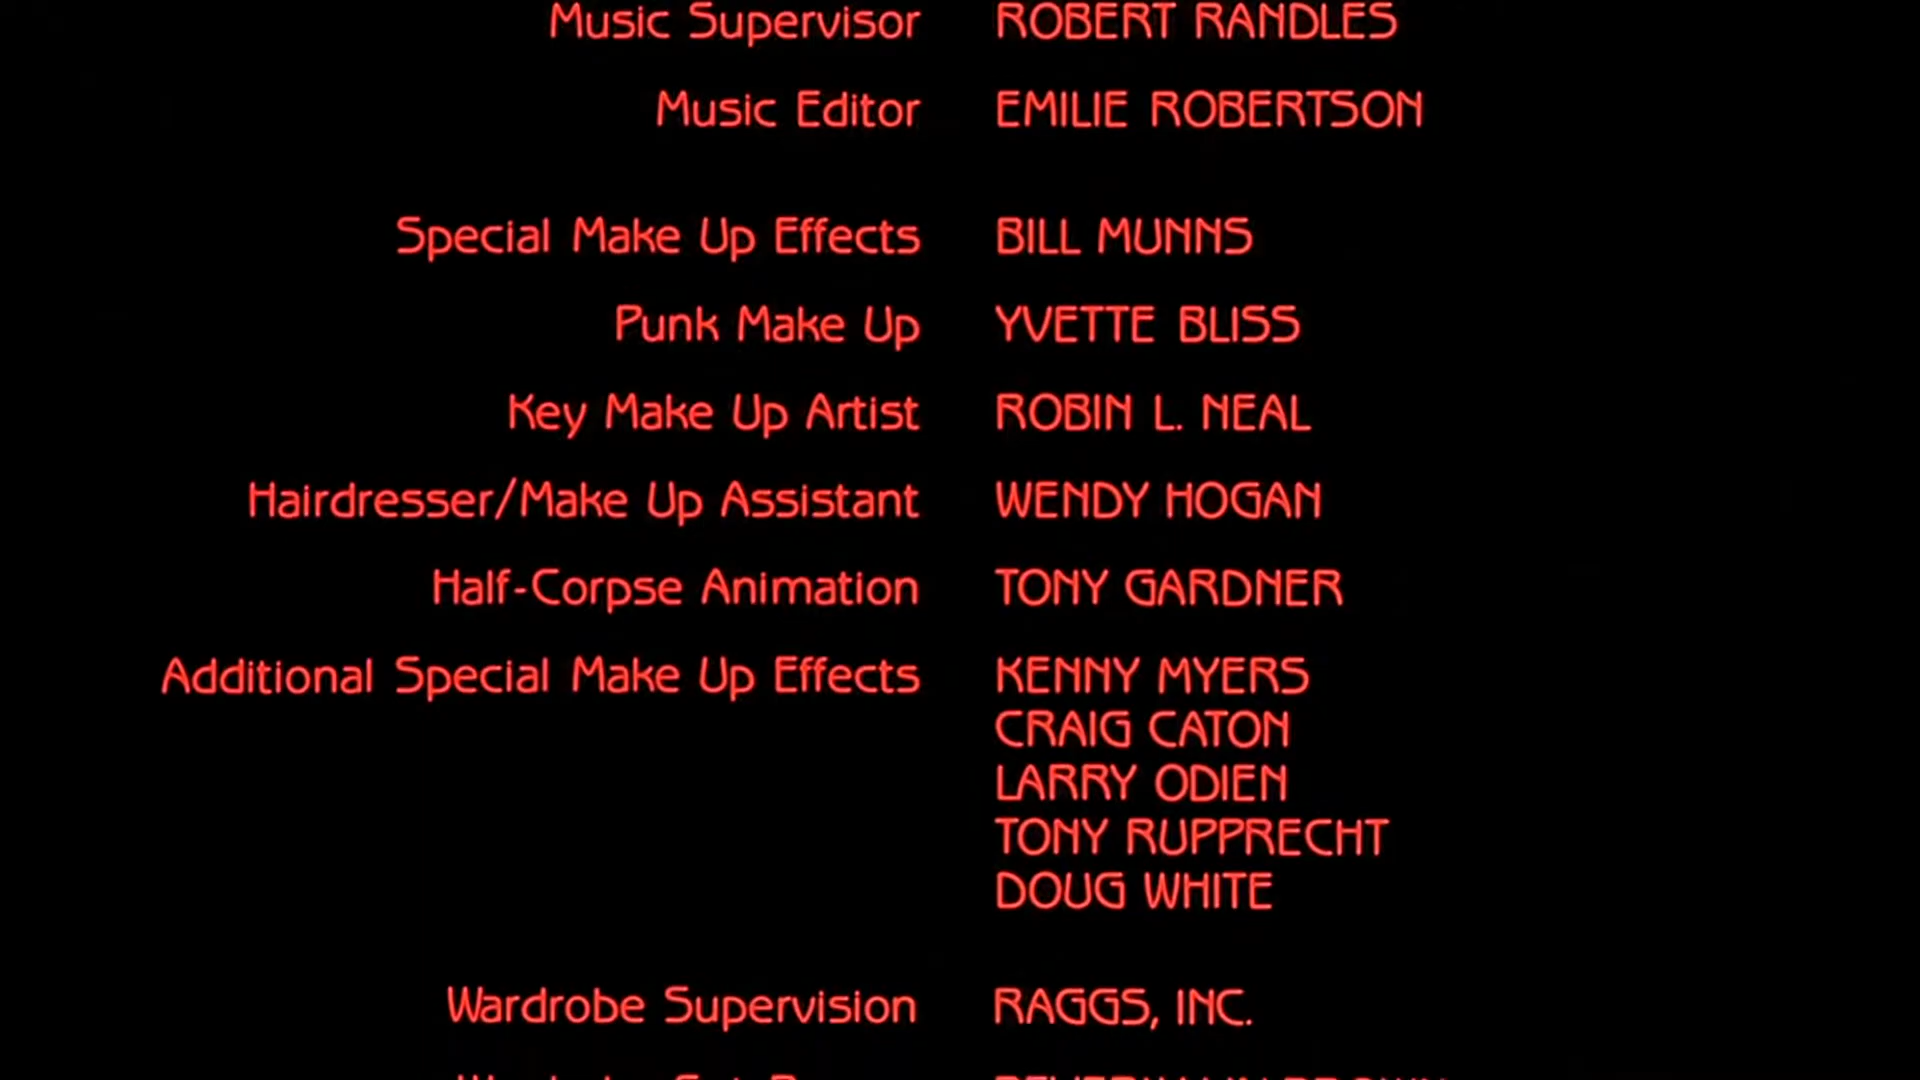 Music Supervisor ROBERT RANDLES
Music Editor EMILIE ROBERTSON
Special Make Up Effects BILL MUNNS
Punk Make Up YVETTE BLISS
Key Make Up Artist ROBIN L. NEAL
Hairdresser/Make Up Assistant WENDY HOGAN
Half-Corpse Animation TONY GARDNER
Additional Special Make Up Effects KENNY MYERS
CRAIG CATON
LARRY ODIEN
TONY RUPPRECHT
DOUG WHITE
Wardrobe Supervision RAGGS, INC.